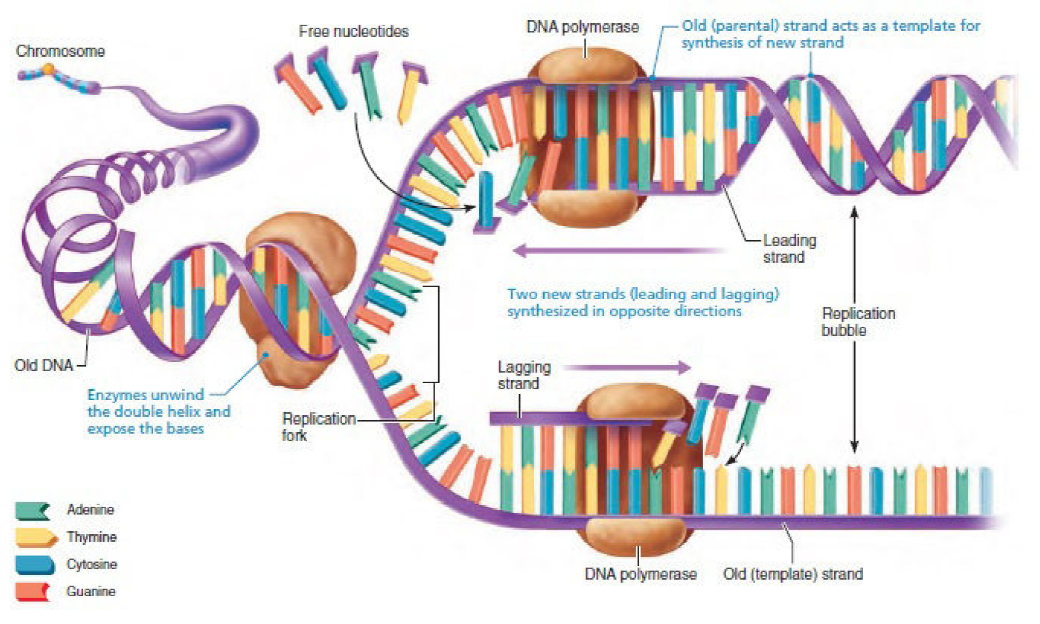 Chromosome
Free nucleotides
DNA polymerase
Old (parental) strand acts as a template for
synthesis of new strand
Leading
strand
Two new strands (leading and lagging)
synthesized in opposite directions
Replication
bubble
Old DNA
Enzymes unwind
the double helix and
expose the bases
Replication
fork
Lagging
strand
Adenine
Thymine
Cytosine
Guanine
DNA polymerase
Old (template) strand